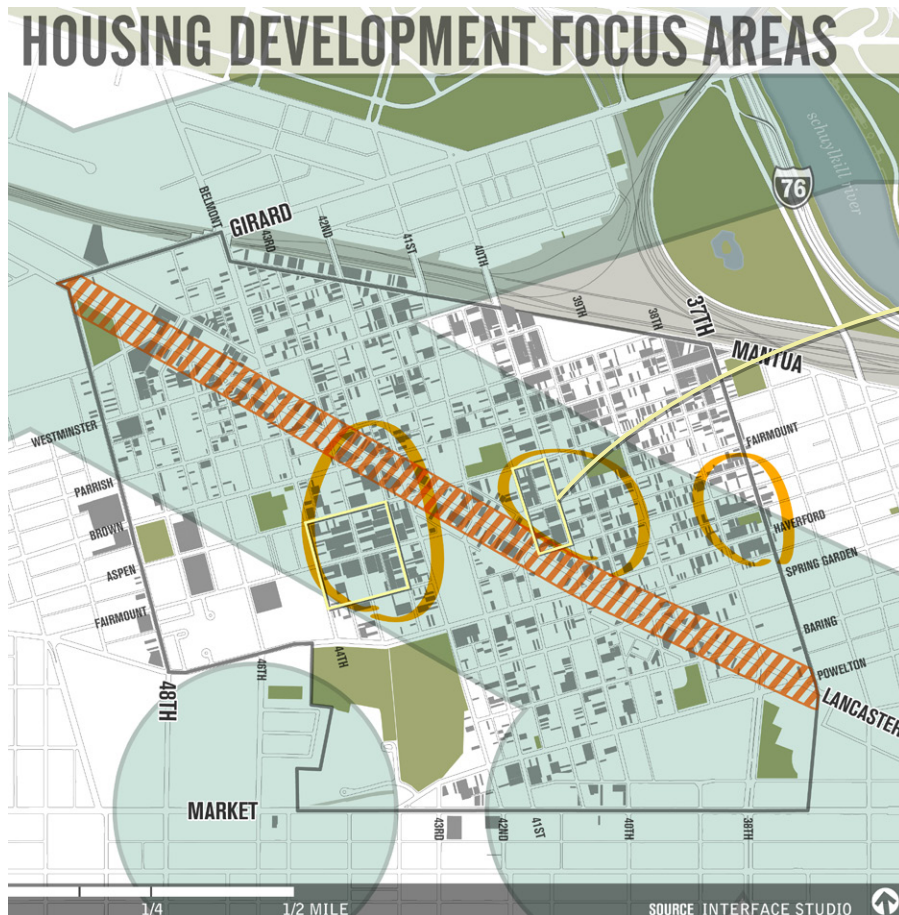 HOUSING DEVELOPMENT FOCUS AREAS
schuylkill river
76
BELMONT
GIRARD
43RD
42ND
41ST
40TH
39TH
38TH
37TH
MANTUA
WESTMINSTER
FAIRMOUNT
PARRISH
BROWN
HAVERFORD
ASPEN
SPRING GARDEN
FAIRMOUNT
BARING
44TH
46TH
48TH
POWELTON
LANCASTER
MARKET
43RD
42ND
41ST
40TH
38TH
1/4
1/2 MILE
SOURCE INTERFACE STUDIO